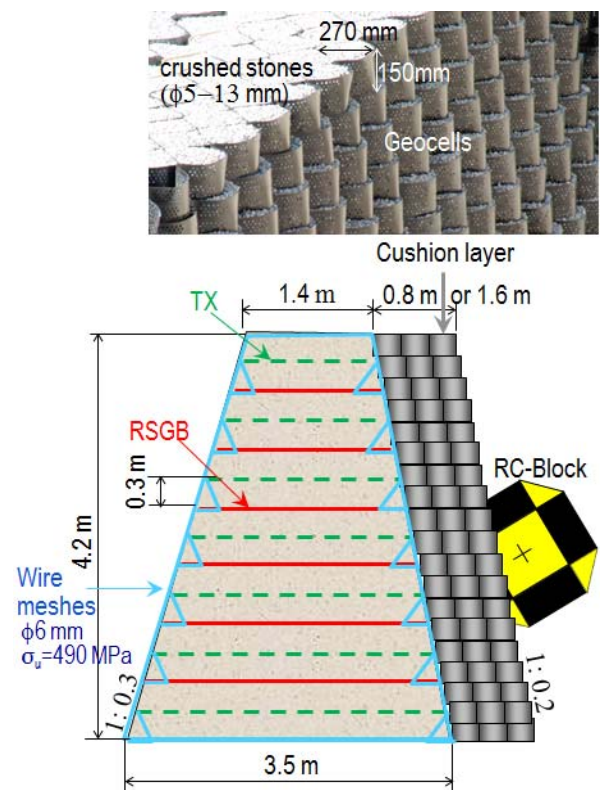 270 mm
crushed stones
(ϕ5–13 mm)
150mm
Geocells
Cushion layer
1.4 m
0.8 m or 1.6 m
TX
RSGB
0.3 m
4.2 m
RC-Block
Wire
meshes
ϕ6 mm
σu=490 MPa
1: 0.3
1: 0.2
3.5 m